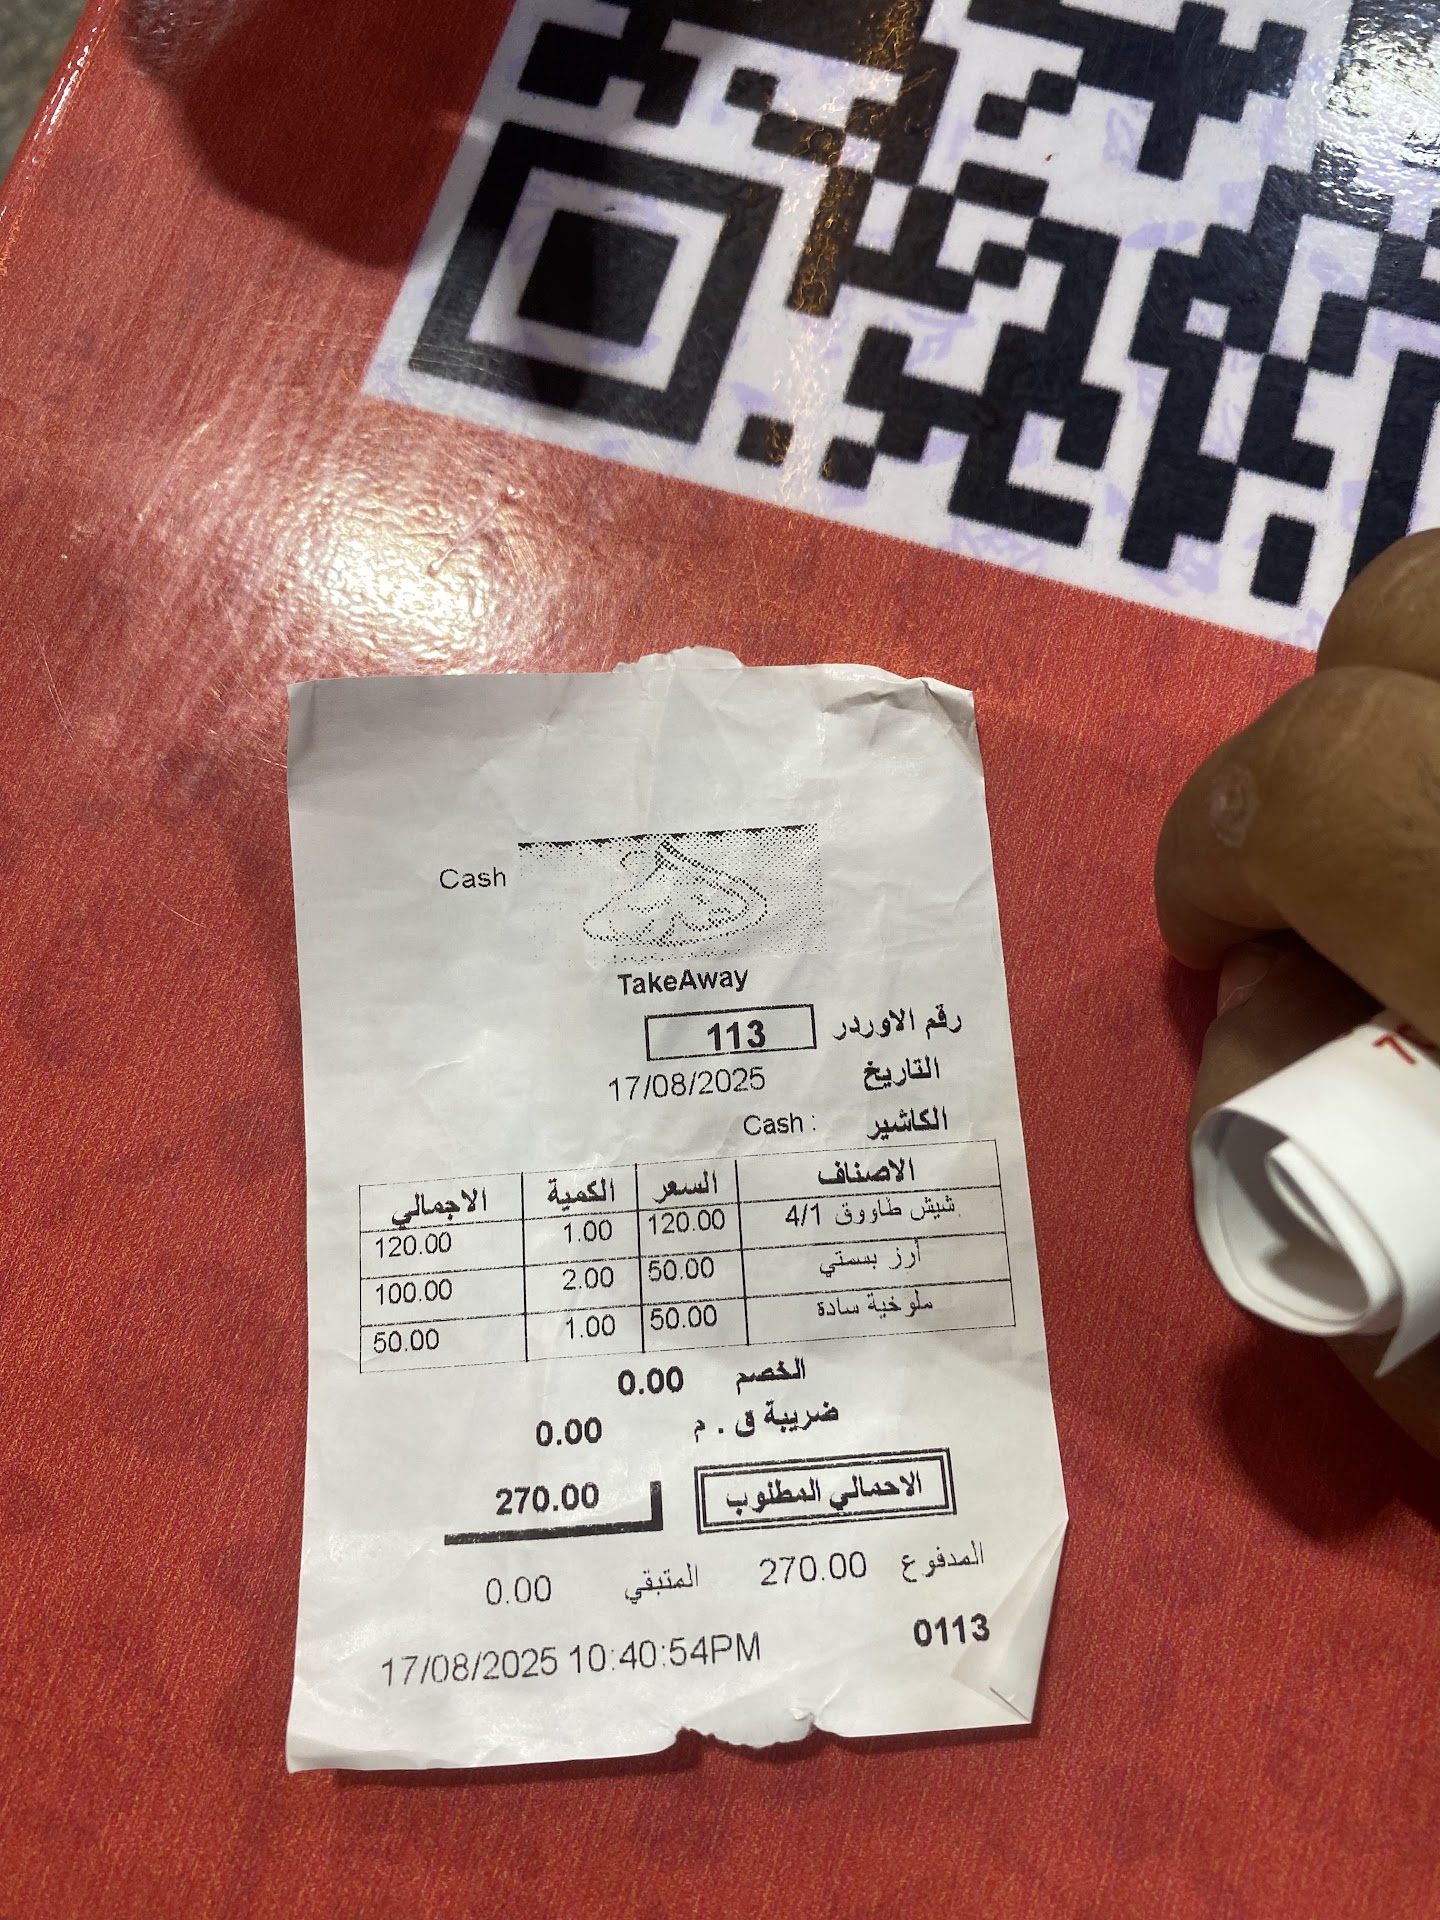 Cash
TakeAway
رقم الاوردر 113
التاريخ 17/08/2025
الكاشير Cash :
الاصناف السعر الكمية الاجمالي
شيش طاووق 4/1 120.00 1.00 120.00
أرز بسمتي 50.00 2.00 100.00
ملوخية سادة 50.00 1.00 50.00
الخصم 0.00
ضريبة ق . م 0.00
الاجمالي المطلوب 270.00
المدفوع 270.00 المتبقي 0.00
0113
17/08/2025 10:40:54PM